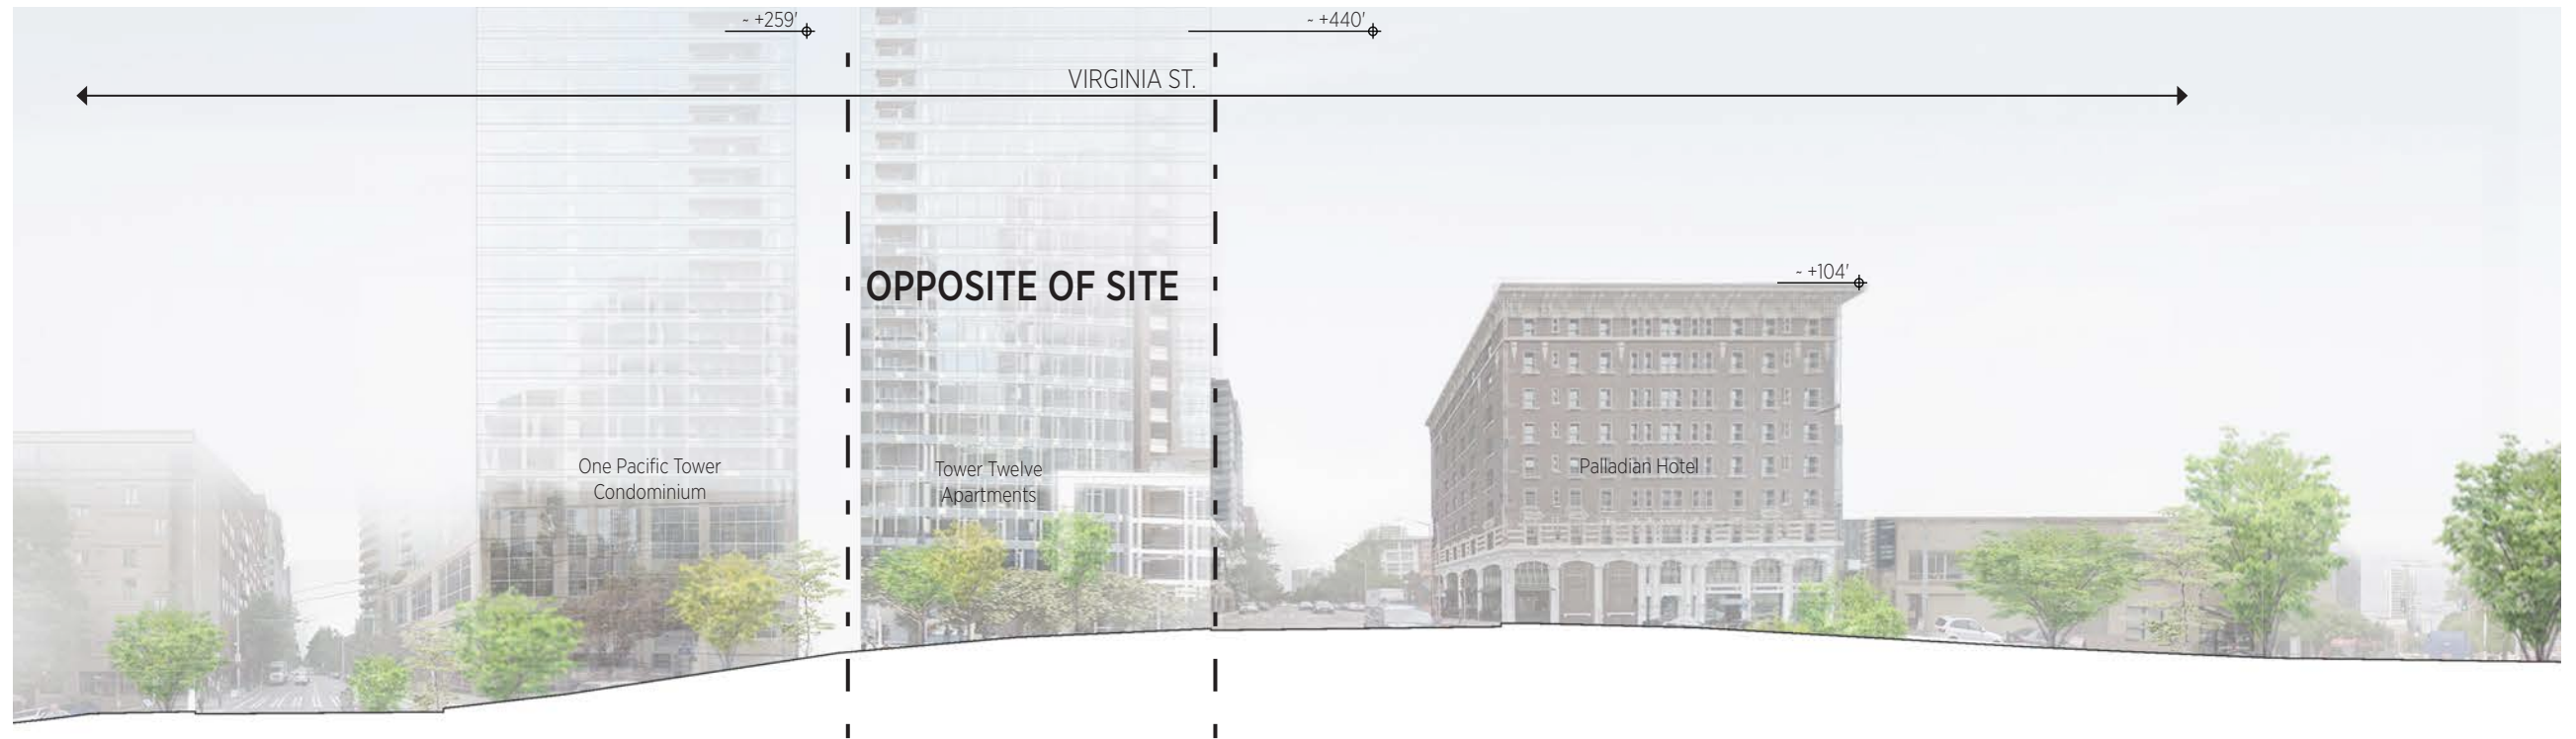 ~ +259'
~ +440'
VIRGINIA ST.
OPPOSITE OF SITE
~ +104'
One Pacific Tower
Condominium
Tower Twelve
Apartments
Palladian Hotel